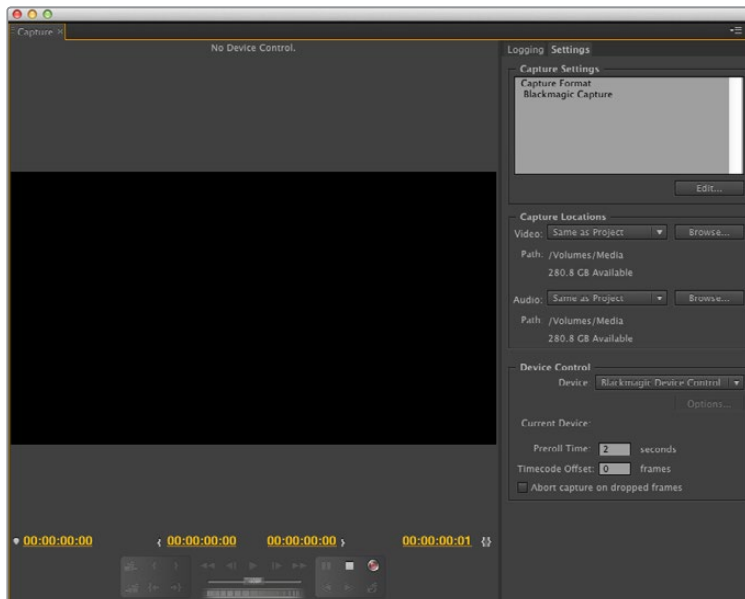 Capture
No Device Control.
Logging Settings
Capture Settings
Capture Format
Blackmagic Capture
Edit...
Capture Locations
Video: Same as Project Browse...
Path: /Volumes/Media
280.8 GB Available
Audio: Same as Project Browse...
Path: /Volumes/Media
280.8 GB Available
Device Control
Device: Blackmagic Device Control
Options...
Current Device:
Preroll Time: 2 seconds
Timecode Offset: 0 frames
Abort capture on dropped frames
00:00:00:00 { 00:00:00:00 00:00:00:00 } 00:00:00:01 {}